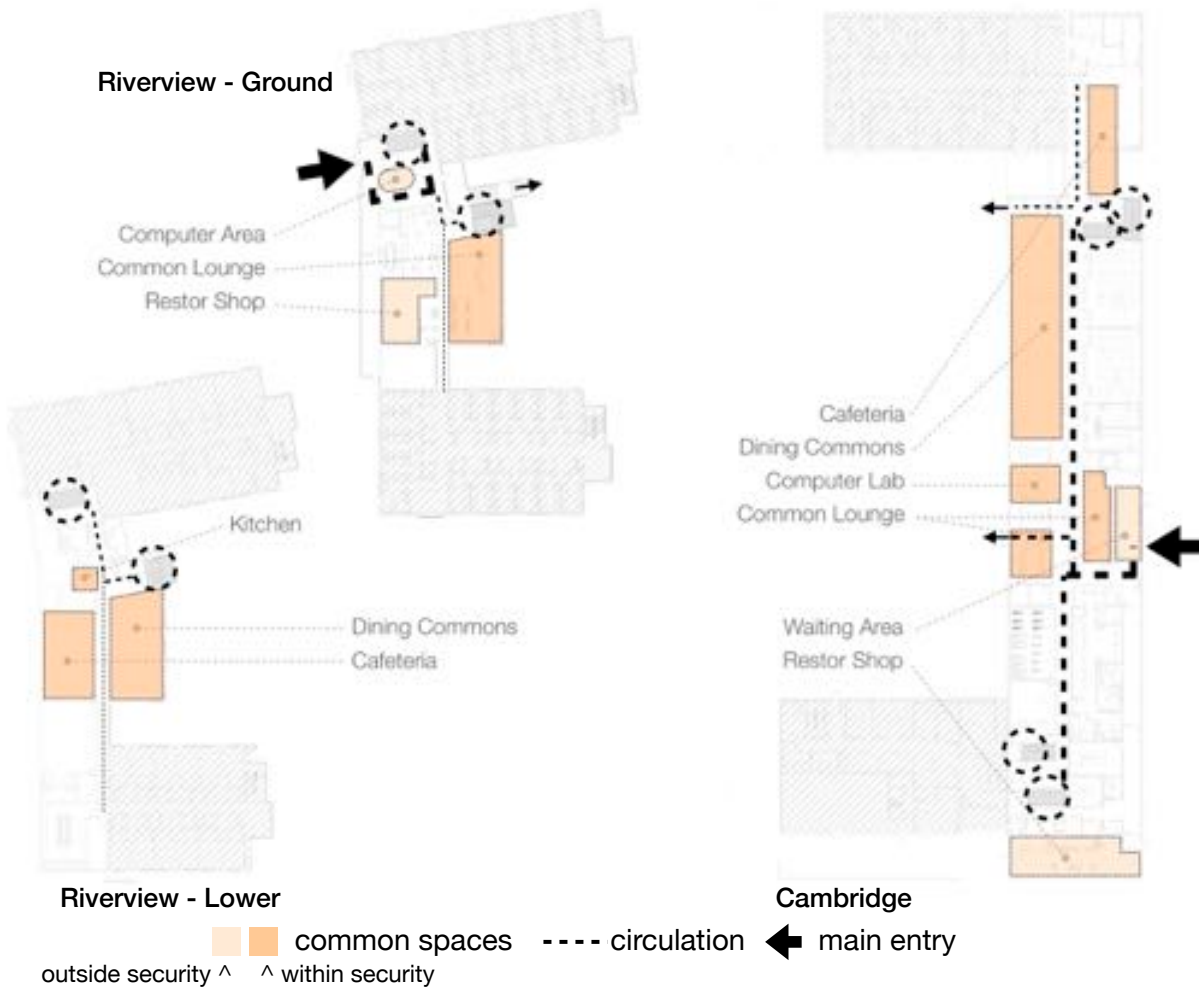 Riverview - Ground
Computer Area
Common Lounge
Restor Shop
Kitchen
Dining Commons
Cafeteria
Riverview - Lower
Cafeteria
Dining Commons
Computer Lab
Common Lounge
Waiting Area
Restor Shop
Cambridge
common spaces ---- circulation main entry
outside security ^ ^ within security